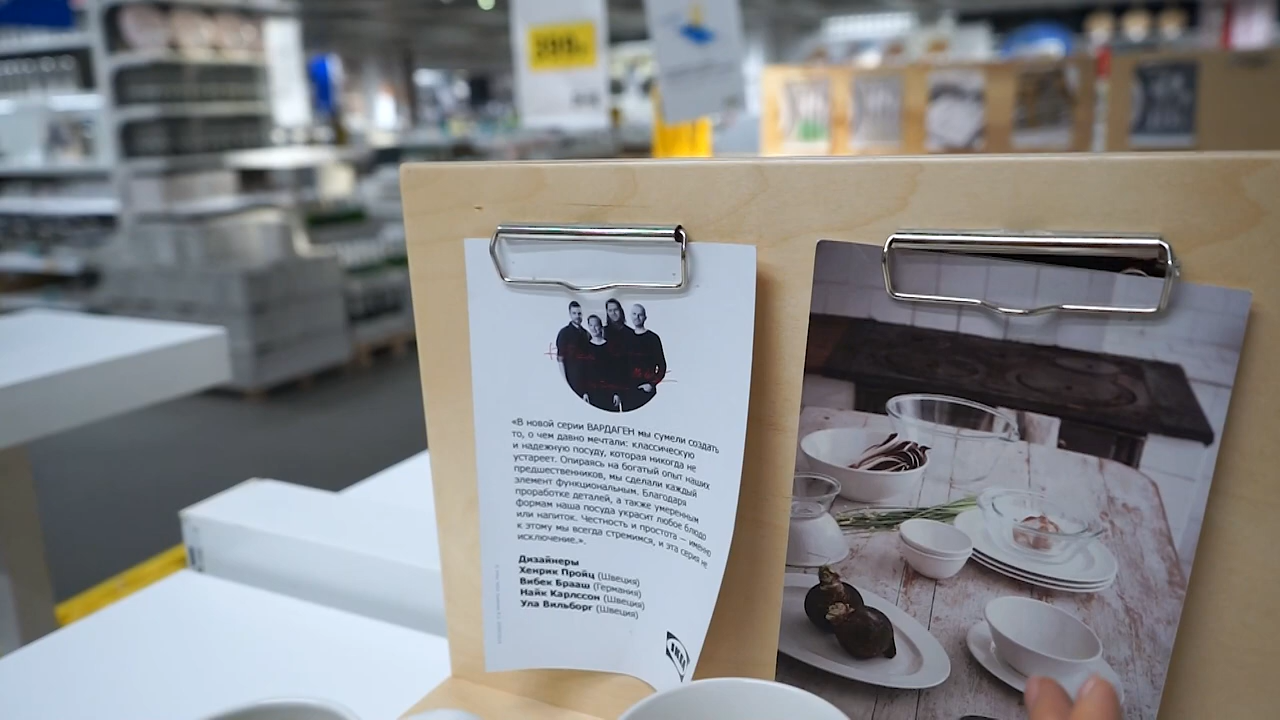 «В новой серии ВАРДАГЕН мы сумели создать
то, о чем давно мечтали: классическую
и надежную посуду, которая никогда не
устареет. Опираясь на богатый опыт наших
предшественников, мы сделали каждый
элемент функциональным. Благодаря
проработке деталей, а также умеренным
формам наша посуда украсит любое блюдо
или напиток. Честность и простота — именно
к этому мы всегда стремимся, и эта серия не
исключение.».
Дизайнеры
Хенрик Пройц (Швеция)
Вибек Брааш (Германия)
Найк Карлссон (Швеция)
Ула Вильборг (Швеция)
IKEA